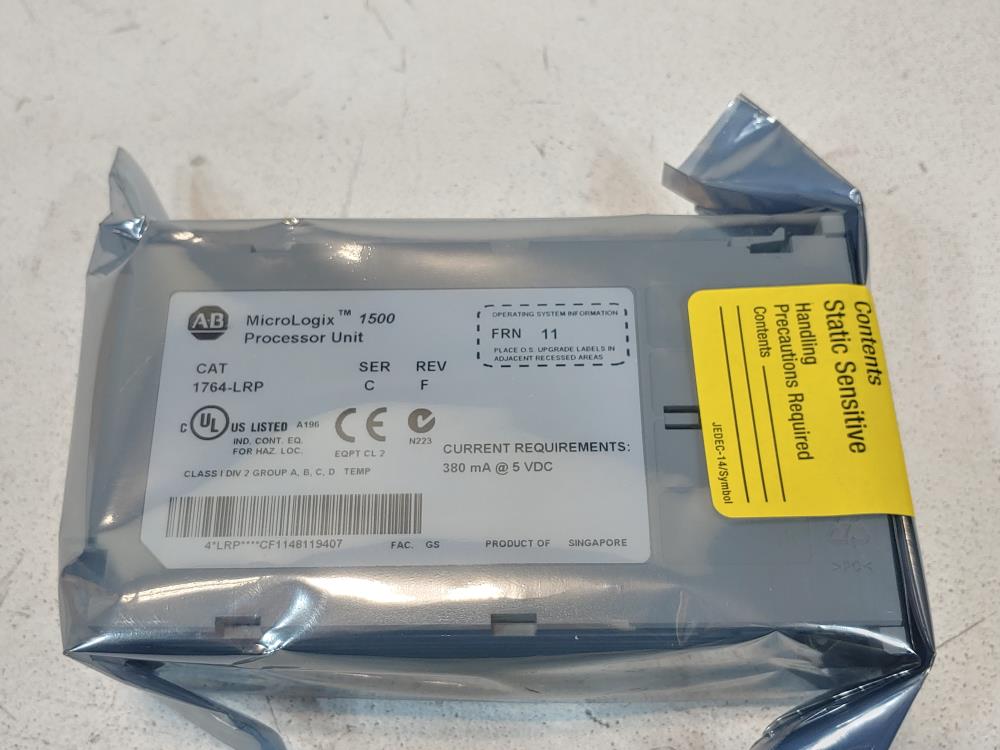 AB
MicroLogix™ 1500
Processor Unit
OPERATING SYSTEM INFORMATION
FRN 11
PLACE O.S. UPGRADE LABELS IN
ADJACENT RECESSED AREAS
CAT SER REV
1764-LRP C F
C UL US LISTED A196
IND. CONT. EQ.
FOR HAZ. LOC.
CE
EQPT CL 2
N223
CLASS I DIV 2 GROUP A, B, C, D TEMP
CURRENT REQUIREMENTS:
380 mA @ 5 VDC
4*LRP****CF1148119407 FAC. GS PRODUCT OF SINGAPORE
Contents
Static Sensitive
Handling
Precautions Required
Contents
JEDEC-14/Symbol
>PC<